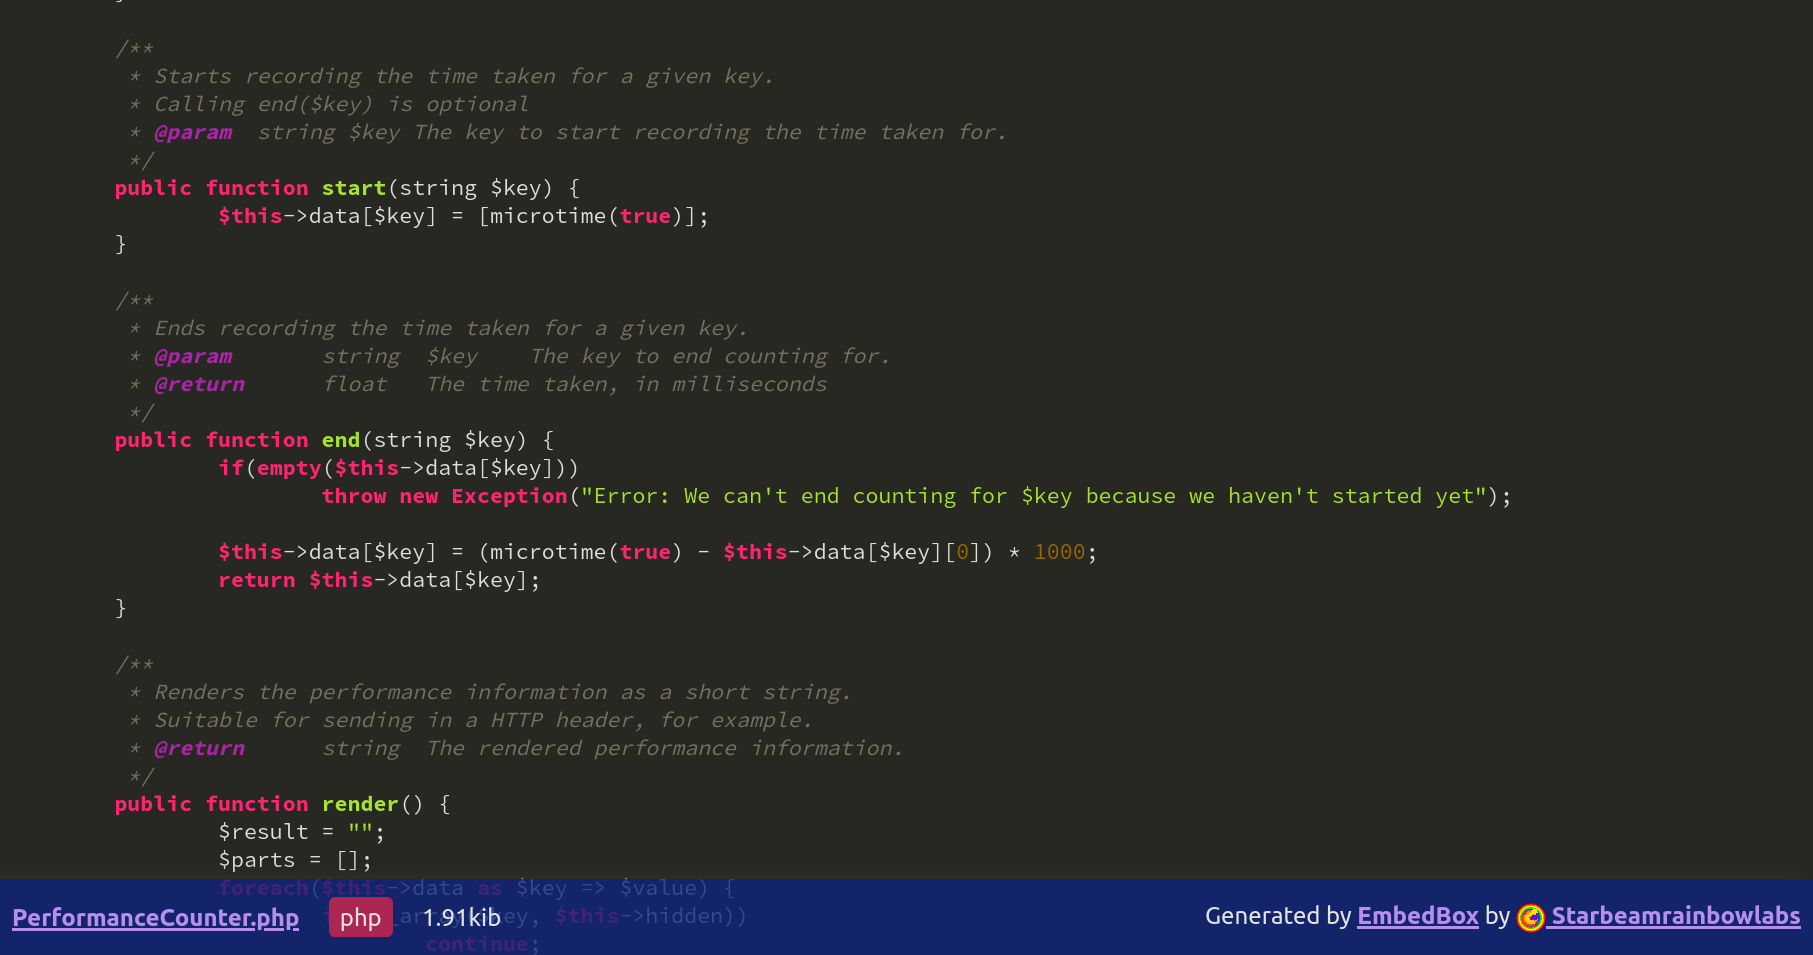 /**
 * Starts recording the time taken for a given key.
 * Calling end($key) is optional
 * @param  string $key The key to start recording the time taken for.
 */
public function start(string $key) {
        $this->data[$key] = [microtime(true)];
}
/**
 * Ends recording the time taken for a given key.
 * @param       string  $key    The key to end counting for.
 * @return      float   The time taken, in milliseconds
 */
public function end(string $key) {
        if(empty($this->data[$key]))
                throw new Exception("Error: We can't end counting for $key because we haven't started yet");
        $this->data[$key] = (microtime(true) - $this->data[$key][0]) * 1000;
        return $this->data[$key];
}
/**
 * Renders the performance information as a short string.
 * Suitable for sending in a HTTP header, for example.
 * @return      string  The rendered performance information.
 */
public function render() {
        $result = "";
        $parts = [];
        foreach($this->data as $key => $value) {
                $this->hidden))
                        continue;
PerformanceCounter.php php 1.91kib Generated by EmbedBox by Starbeamrainbowlabs